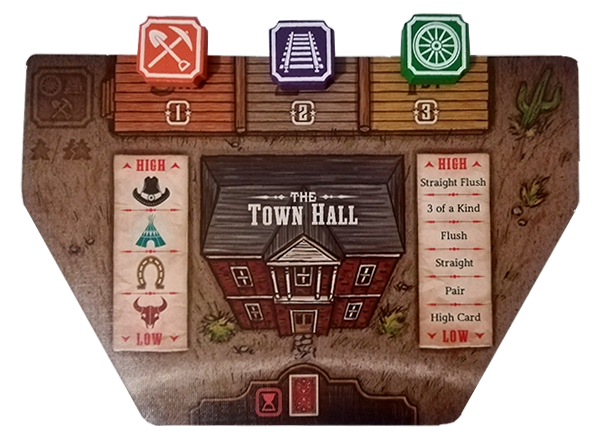 1
2
3
HIGH
LOW
THE
TOWN HALL
HIGH
Straight Flush
3 of a Kind
Flush
Straight
Pair
High Card
LOW